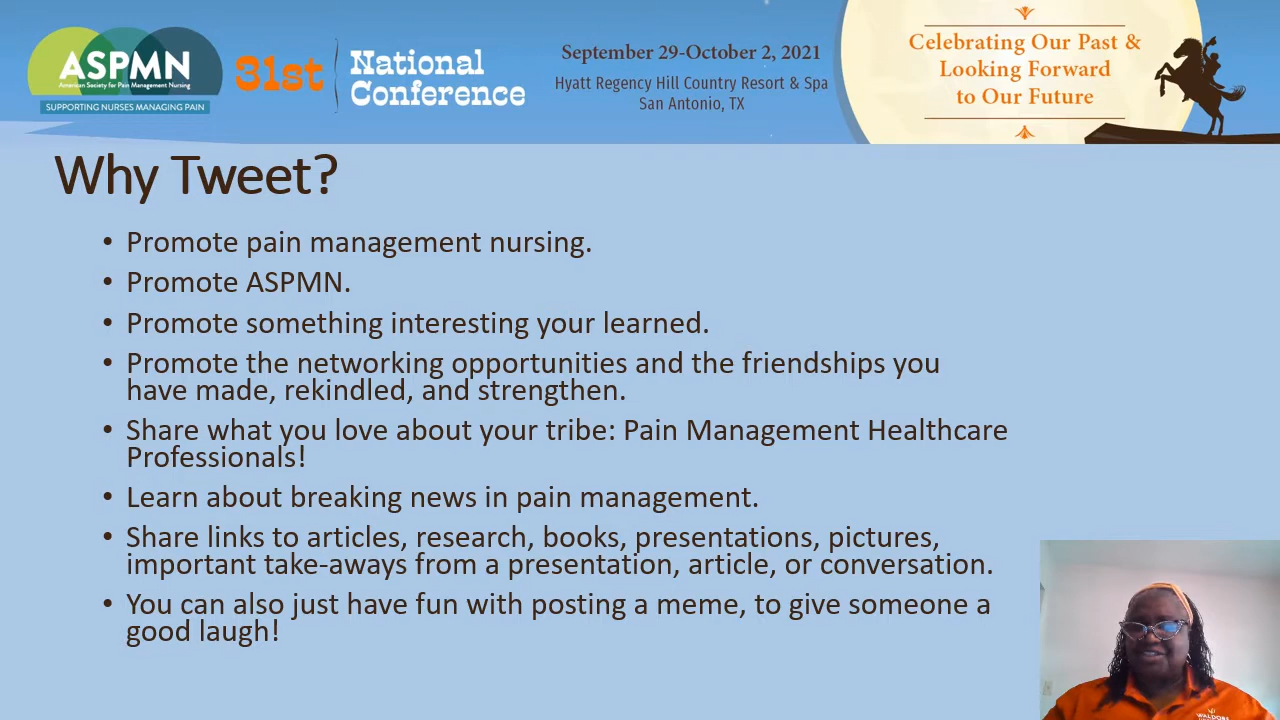 ASPMN
American Society for Pain Management Nursing
SUPPORTING NURSES MANAGING PAIN
31st
National
Conference
September 29-October 2, 2021
Hyatt Regency Hill Country Resort & Spa
San Antonio, TX
Celebrating Our Past &
Looking Forward
to Our Future
Why Tweet?
• Promote pain management nursing.
• Promote ASPMN.
• Promote something interesting your learned.
• Promote the networking opportunities and the friendships you
have made, rekindled, and strengthen.
• Share what you love about your tribe: Pain Management Healthcare
Professionals!
• Learn about breaking news in pain management.
• Share links to articles, research, books, presentations, pictures,
important take-aways from a presentation, article, or conversation.
• You can also just have fun with posting a meme, to give someone a
good laugh!